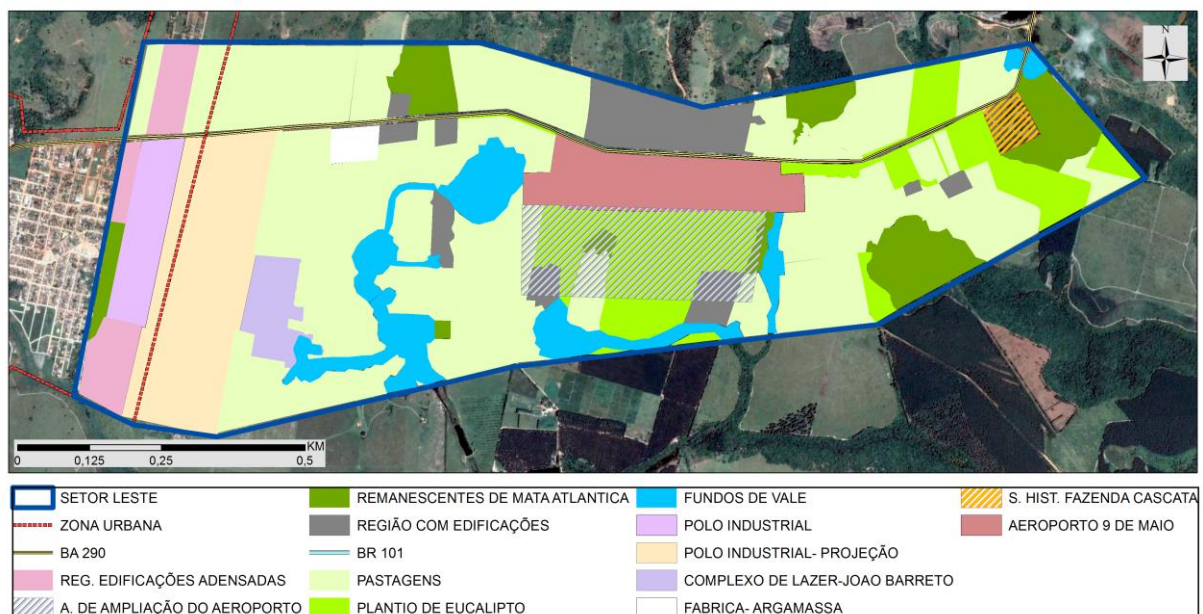 N
KM
0 0,125 0,25 0,5
SETOR LESTE
ZONA URBANA
BA 290
REG. EDIFICAÇÕES ADENSADAS
A. DE AMPLIAÇÃO DO AEROPORTO
REMANESCENTES DE MATA ATLANTICA
REGIÃO COM EDIFICAÇÕES
BR 101
PASTAGENS
PLANTIO DE EUCALIPTO
FUNDOS DE VALE
POLO INDUSTRIAL
POLO INDUSTRIAL- PROJEÇÃO
COMPLEXO DE LAZER-JOAO BARRETO
FABRICA- ARGAMASSA
S. HIST. FAZENDA CASCATA
AEROPORTO 9 DE MAIO